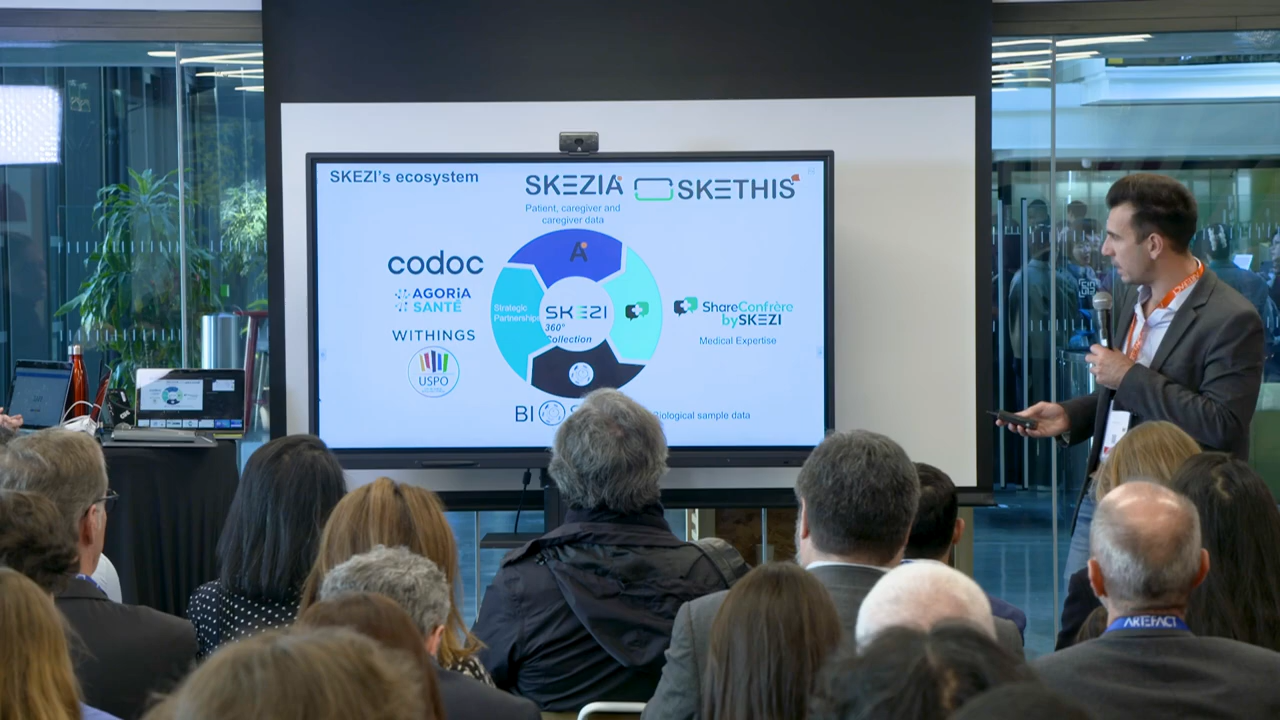 SKEZI's ecosystem
SKEZIA
SKETHIS
Patient, caregiver and
caregiver data
codoc
AGORIA
SANTÉ
WITHINGS
USPO
Strategic
Partnerships
SKEZI
360°
Collection
ShareConfrère
bySKEZI
Medical Expertise
Biological sample data
ARTEFACT